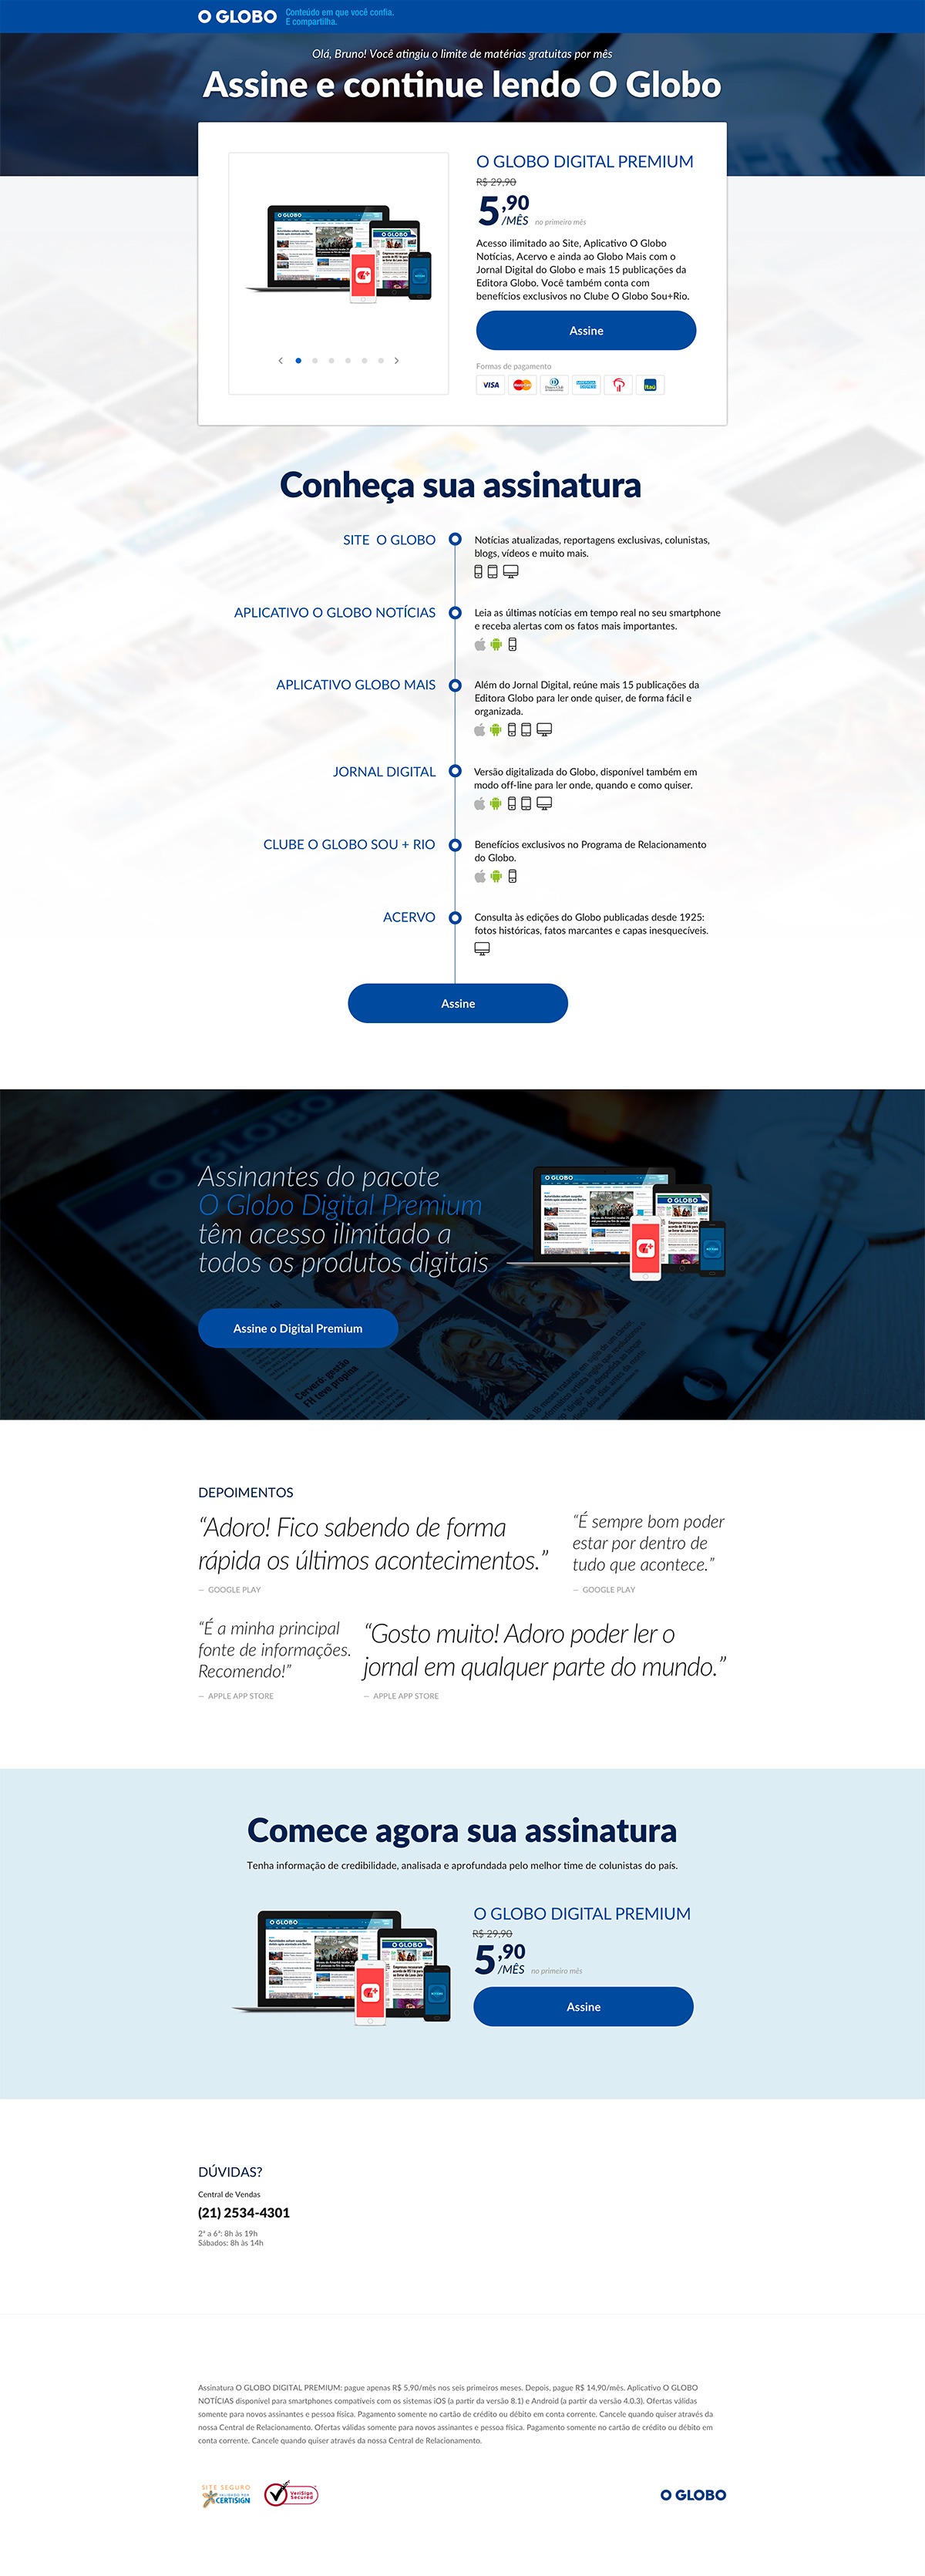 O GLOBO
Conteúdo em que você confia.
E compartilha.
Olá, Bruno! Você atingiu o limite de matérias gratuitas por mês
Assine e continue lendo O Globo
O GLOBO DIGITAL PREMIUM
R$ 29,90
5,90
/MÊS no primeiro mês
Acesso ilimitado ao Site, Aplicativo O Globo
Notícias, Acervo e ainda ao Globo Mais com o
Jornal Digital do Globo e mais 15 publicações da
Editora Globo. Você também conta com
benefícios exclusivos no Clube O Globo Sou+Rio.
Assine
Formas de pagamento
VISA
Itaú
Conheça sua assinatura
SITE O GLOBO
Notícias atualizadas, reportagens exclusivas, colunistas,
blogs, vídeos e muito mais.
APLICATIVO O GLOBO NOTÍCIAS
Leia as últimas notícias em tempo real no seu smartphone
e receba alertas com os fatos mais importantes.
APLICATIVO GLOBO MAIS
Além do Jornal Digital, reúne mais 15 publicações da
Editora Globo para ler onde quiser, de forma fácil e
organizada.
JORNAL DIGITAL
Versão digitalizada do Globo, disponível também em
modo off-line para ler onde, quando e como quiser.
CLUBE O GLOBO SOU + RIO
Benefícios exclusivos no Programa de Relacionamento
do Globo.
ACERVO
Consulta às edições do Globo publicadas desde 1925:
fotos históricas, fatos marcantes e capas inesquecíveis.
Assine
Assinantes do pacote
O Globo Digital Premium
têm acesso ilimitado a
todos os produtos digitais
O GLOBO
O GLOBO
Assine o Digital Premium
Cerveró: gestão
FH teve propina
DEPOIMENTOS
“Adoro! Fico sabendo de forma
rápida os últimos acontecimentos.”
— GOOGLE PLAY
“É sempre bom poder
estar por dentro de
tudo que acontece.”
— GOOGLE PLAY
“É a minha principal
fonte de informações.
Recomendo!”
— APPLE APP STORE
“Gosto muito! Adoro poder ler o
jornal em qualquer parte do mundo.”
— APPLE APP STORE
Comece agora sua assinatura
Tenha informação de credibilidade, analisada e aprofundada pelo melhor time de colunistas do país.
O GLOBO
O GLOBO
O GLOBO DIGITAL PREMIUM
R$ 29,90
5,90
/MÊS no primeiro mês
Assine
DÚVIDAS?
Central de Vendas
(21) 2534-4301
2ª a 6ª: 8h às 19h
Sábados: 8h às 14h
Assinatura O GLOBO DIGITAL PREMIUM: pague apenas R$ 5,90/mês nos seis primeiros meses. Depois, pague R$ 14,90/mês. Aplicativo O GLOBO
NOTÍCIAS disponível para smartphones compatíveis com os sistemas iOS (a partir da versão 8.1) e Android (a partir da versão 4.0.3). Ofertas válidas
somente para novos assinantes e pessoa física. Pagamento somente no cartão de crédito ou débito em conta corrente. Cancele quando quiser através da
nossa Central de Relacionamento. Ofertas válidas somente para novos assinantes e pessoa física. Pagamento somente no cartão de crédito ou débito em
conta corrente. Cancele quando quiser através da nossa Central de Relacionamento.
SITE SEGURO
VALIDADO POR
CERTISIGN
VeriSign
Secured
O GLOBO